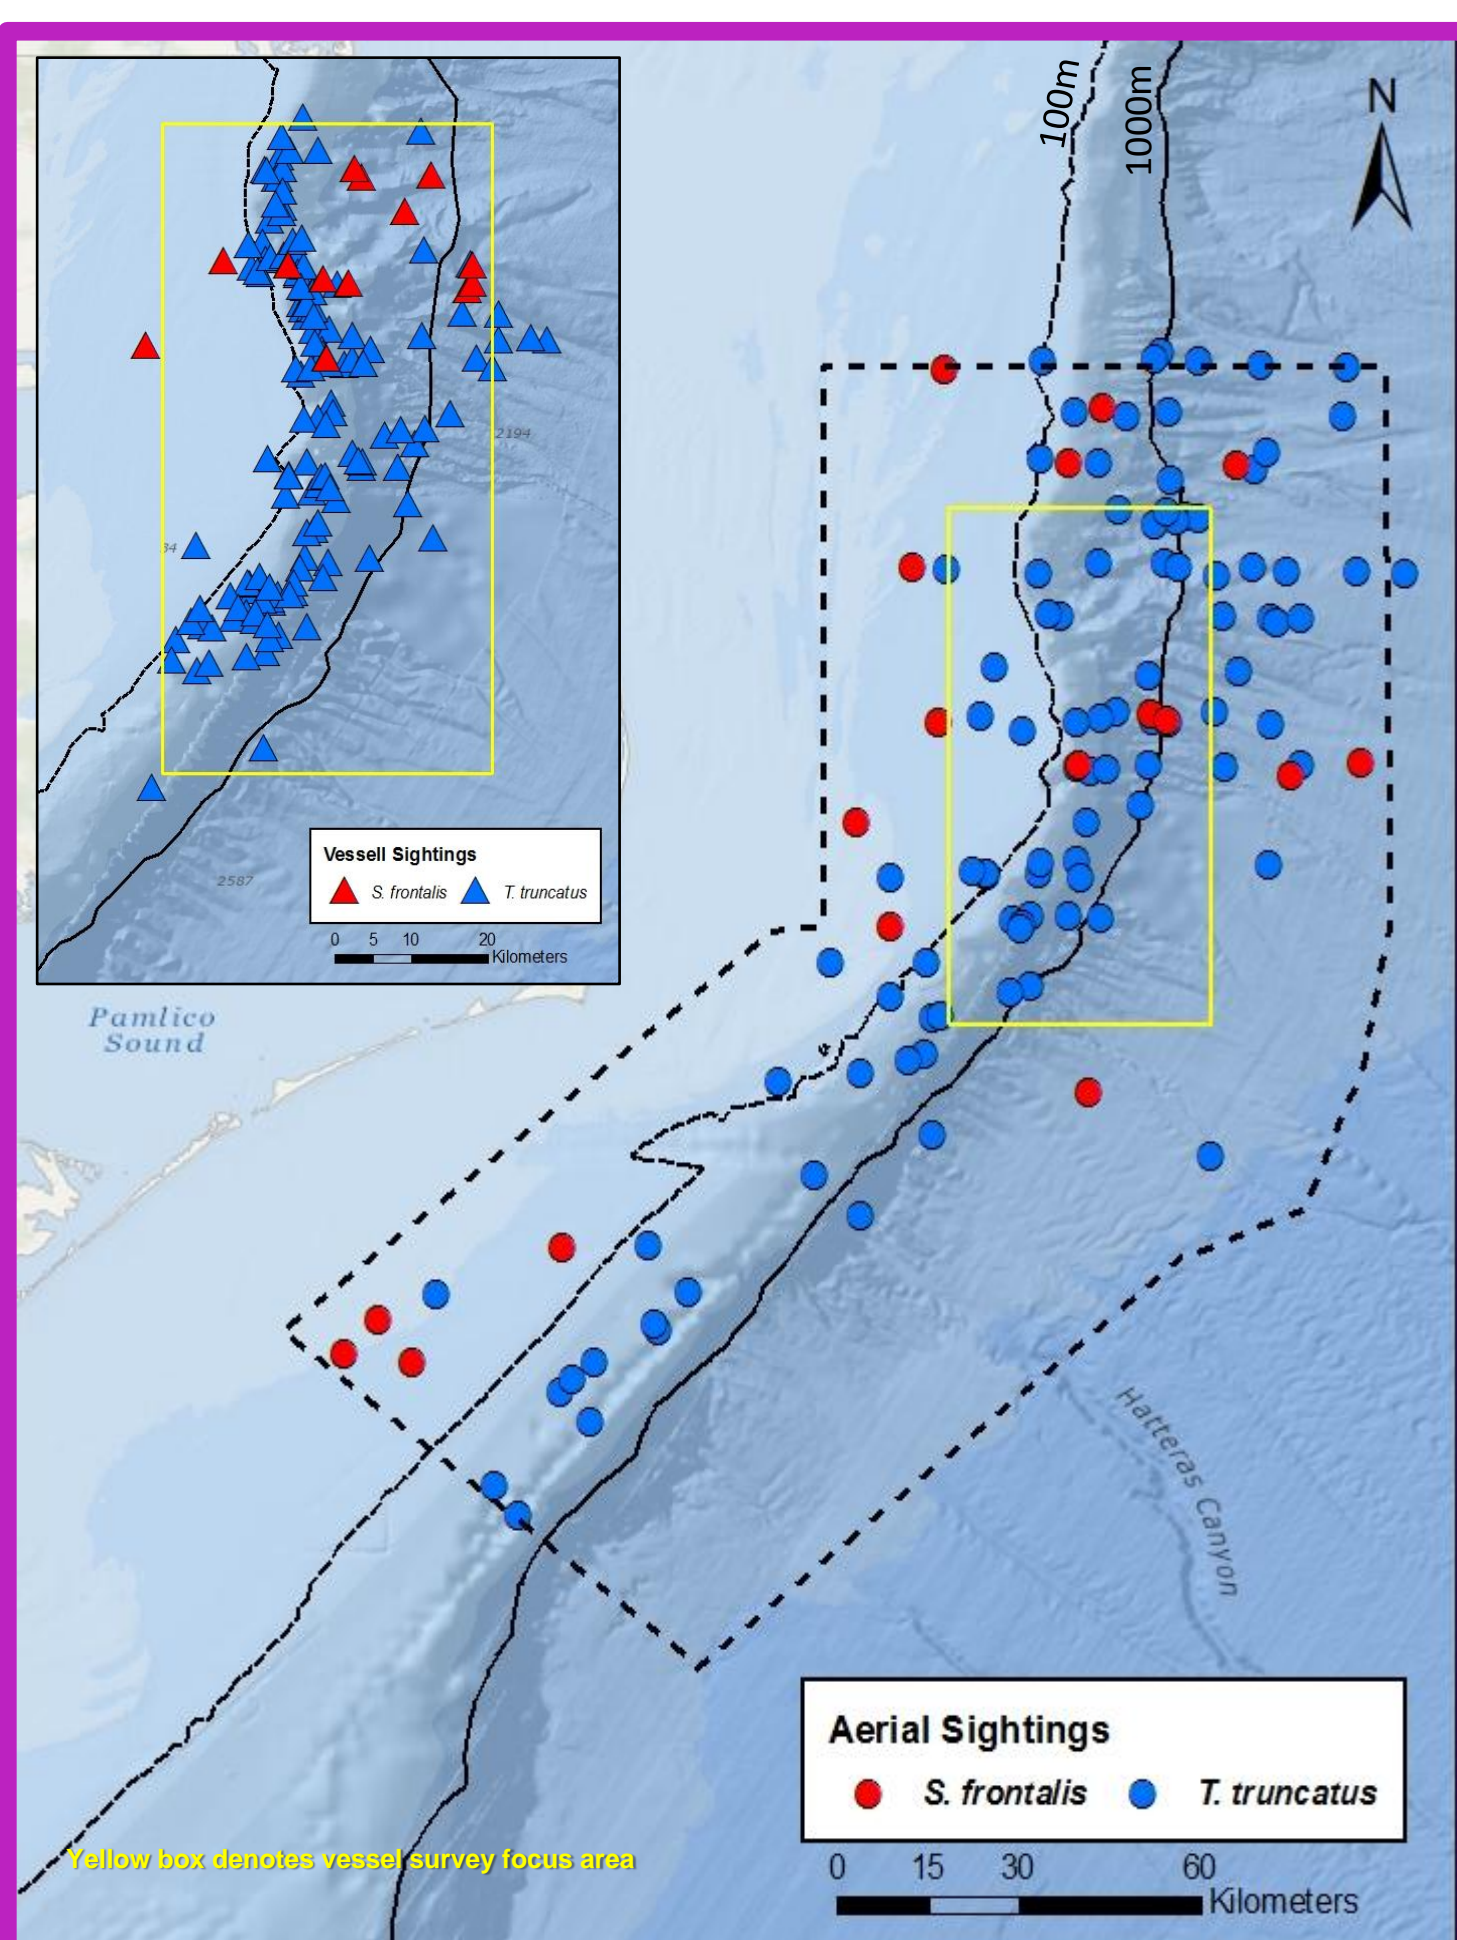 100m
1000m
N
2194
34
Vessell Sightings
S. frontalis
T. truncatus
2587
0 5 10 20
Kilometers
Pamlico
Sound
Hatteras Canyon
Aerial Sightings
S. frontalis
T. truncatus
Yellow box denotes vessel survey focus area
0 15 30 60
Kilometers